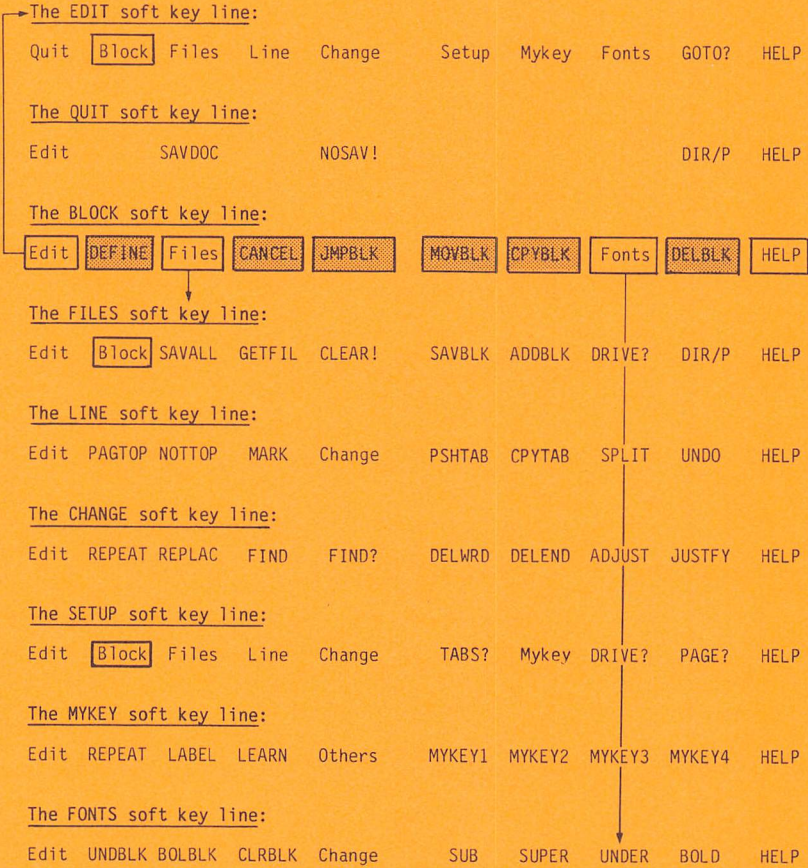 The EDIT soft key line:
Quit Block Files Line Change Setup Mykey Fonts GOTO? HELP
The QUIT soft key line:
Edit SAVDOC NOSAV! DIR/P HELP
The BLOCK soft key line:
Edit DEFINE Files CANCEL JMPBLK MOVBLK CPYBLK Fonts DELBLK HELP
The FILES soft key line:
Edit Block SAVALL GETFIL CLEAR! SAVBLK ADDBLK DRIVE? DIR/P HELP
The LINE soft key line:
Edit PAGTOP NOTTOP MARK Change PSHTAB CPYTAB SPLIT UNDO HELP
The CHANGE soft key line:
Edit REPEAT REPLAC FIND FIND? DELWRD DELEND ADJUST JUSTFY HELP
The SETUP soft key line:
Edit Block Files Line Change TABS? Mykey DRIVE? PAGE? HELP
The MYKEY soft key line:
Edit REPEAT LABEL LEARN Others MYKEY1 MYKEY2 MYKEY3 MYKEY4 HELP
The FONTS soft key line:
Edit UNDBLK BOLBLK CLRBLK Change SUB SUPER UNDER BOLD HELP